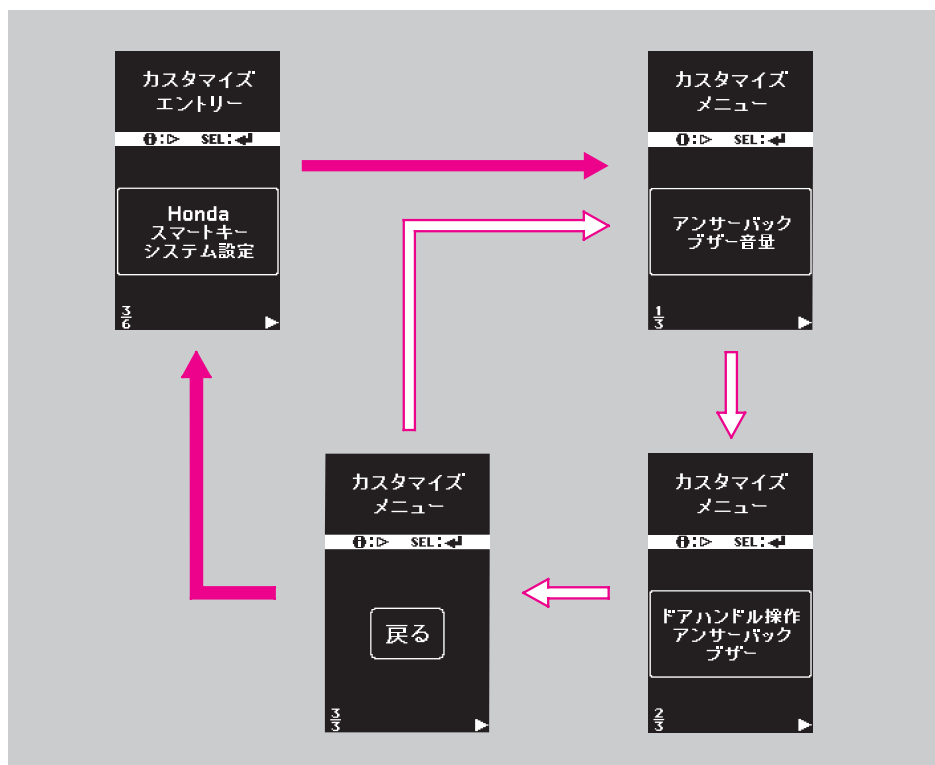 カスタマイズ
エントリー
ⓘ:▷ SEL:↵
Honda
スマートキー
システム設定
3/6
カスタマイズ
メニュー
ⓘ:▷ SEL:↵
アンサーバック
ブザー音量
1/3
カスタマイズ
メニュー
ⓘ:▷ SEL:↵
戻る
3/3
カスタマイズ
メニュー
ⓘ:▷ SEL:↵
ドアハンドル操作
アンサーバック
ブザー
2/3